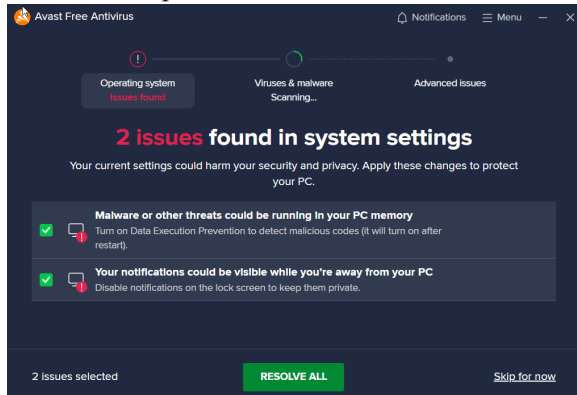 Avast Free Antivirus
Notifications
Menu
Operating system
Issues found
Viruses & malware
Scanning...
Advanced issues
2 issues found in system settings
Your current settings could harm your security and privacy. Apply these changes to protect
your PC.
Malware or other threats could be running in your PC memory
Turn on Data Execution Prevention to detect malicious codes (it will turn on after
restart).
Your notifications could be visible while you're away from your PC
Disable notifications on the lock screen to keep them private.
2 issues selected
RESOLVE ALL
Skip for now